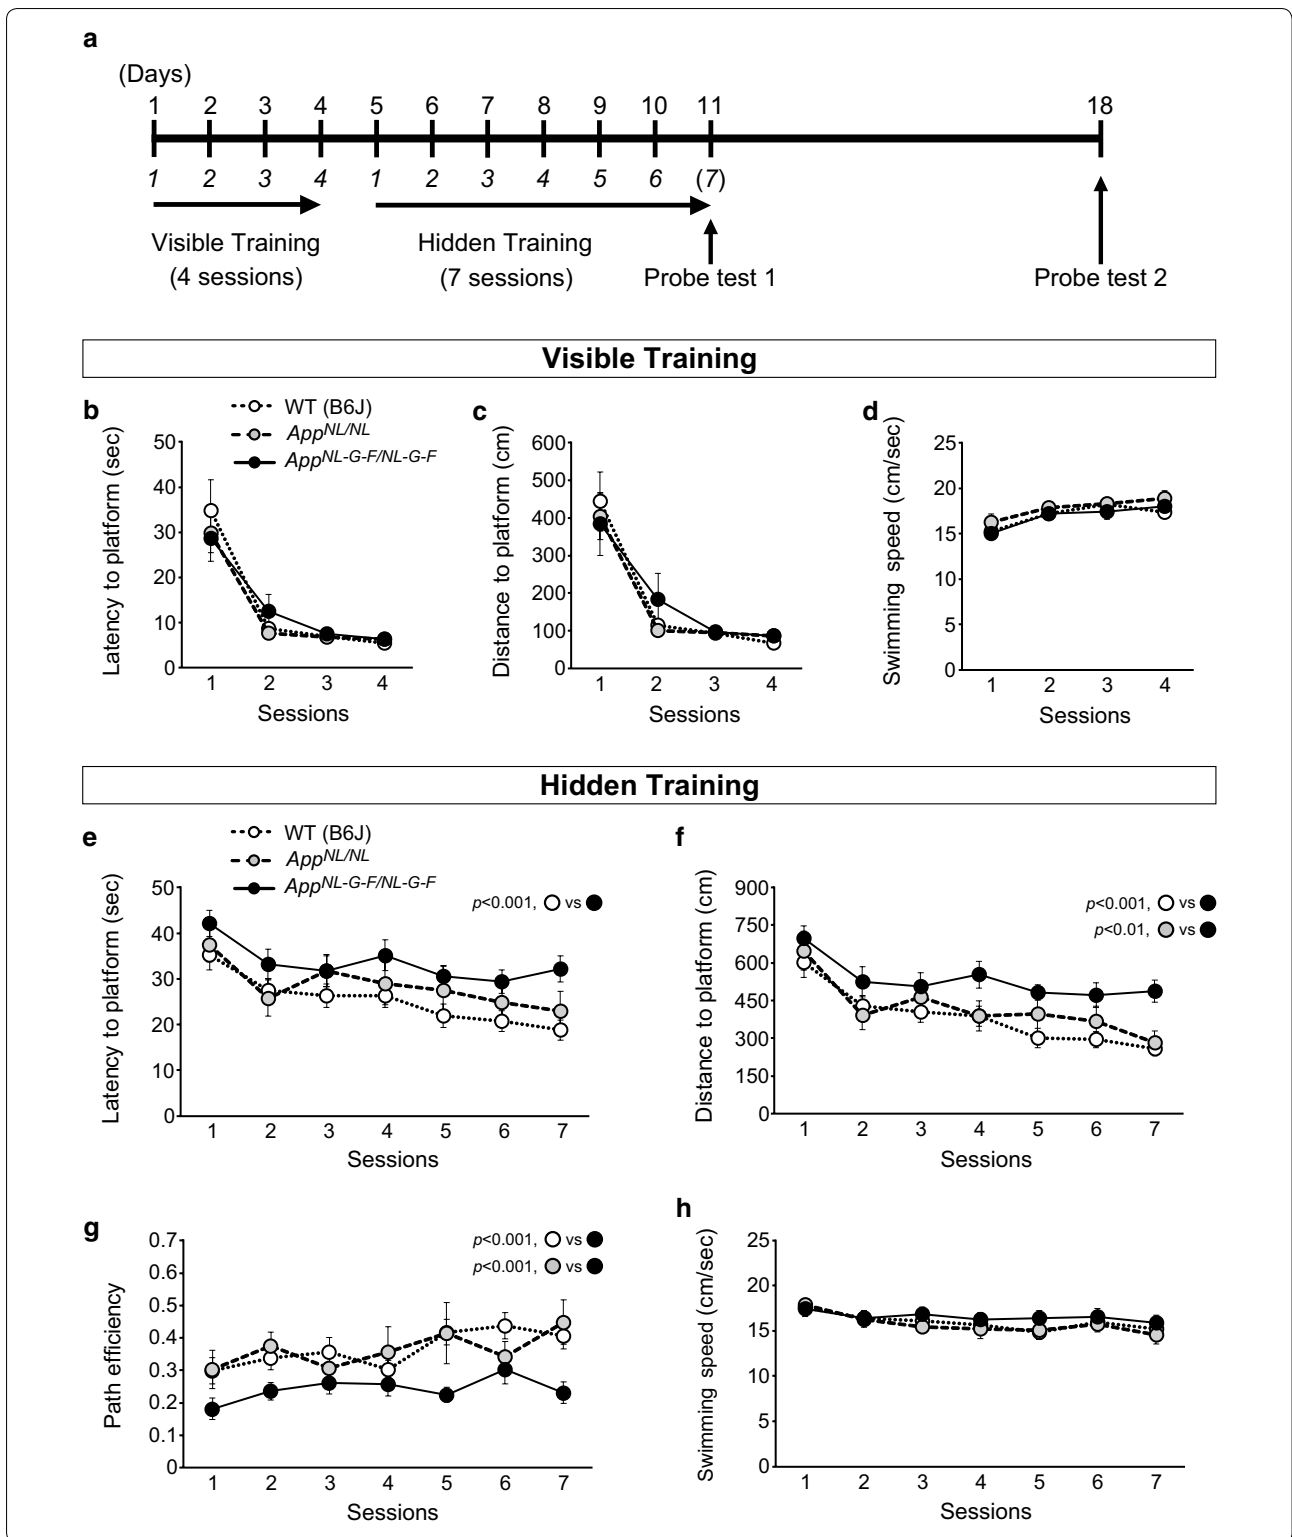 a
(Days)
1 2 3 4 5 6 7 8 9 10 11 18
1 2 3 4 1 2 3 4 5 6 (7)
Visible Training
(4 sessions)
Hidden Training
(7 sessions)
Probe test 1
Probe test 2
Visible Training
b
WT (B6J)
App^NL/NL
App^NL-G-F/NL-G-F
Latency to platform (sec)
50
40
30
20
10
0
1 2 3 4
Sessions
c
Distance to platform (cm)
600
500
400
300
200
100
0
1 2 3 4
Sessions
d
Swimming speed (cm/sec)
25
20
15
10
5
0
1 2 3 4
Sessions
Hidden Training
e
WT (B6J)
App^NL/NL
App^NL-G-F/NL-G-F
p<0.001, vs
Latency to platform (sec)
50
40
30
20
10
0
1 2 3 4 5 6 7
Sessions
f
p<0.001, vs
p<0.01, vs
Distance to platform (cm)
900
750
600
450
300
150
0
1 2 3 4 5 6 7
Sessions
g
p<0.001, vs
p<0.001, vs
Path efficiency
0.7
0.6
0.5
0.4
0.3
0.2
0.1
0
1 2 3 4 5 6 7
Sessions
h
Swimming speed (cm/sec)
25
20
15
10
5
0
1 2 3 4 5 6 7
Sessions